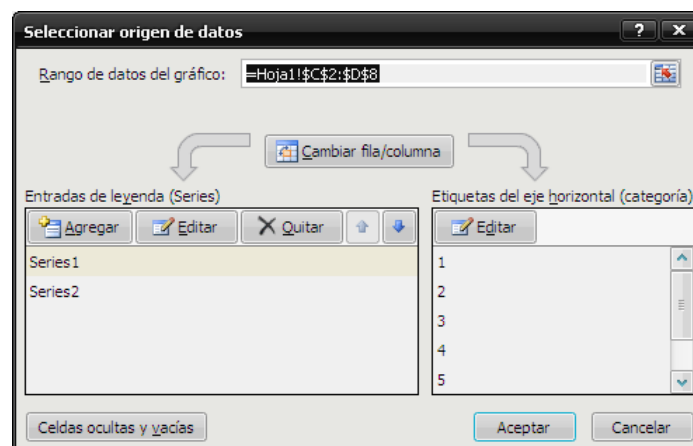 Seleccionar origen de datos
Rango de datos del gráfico: =Hoja1!$C$2:$D$8
Cambiar fila/columna
Entradas de leyenda (Series)
Agregar Editar Quitar
Series1
Series2
Etiquetas del eje horizontal (categoría)
Editar
1
2
3
4
5
Celdas ocultas y vacías
Aceptar Cancelar